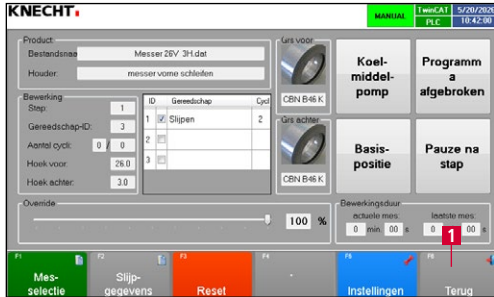 KNECHT.
MANUAL
TwinCAT 5/20/2026
PLC 10:42:00
Product:
Bestandsnaa Messer 26V 3H.dat
Houder: messer vorne schleifen
Bewerking
Step: 1
Gereedschap-ID: 3
Aantal cycli: 0 / 0
Hoek voor: 26.0
Hoek achter: 3.0
ID Gereedschap Cycl
1 Slijpen 2
2
3
Grs voor
CBN B46 K
Grs achter
CBN B46 K
Koel-
middel-
pomp
Programm
a
afgebroken
Basis-
positie
Pauze na
stap
Override
100 %
Bewerkingsduur
actuele mes: laatste mes:
0 min 00 s 0 00 s
1
F1 Mes-
selectie
F2 Slijp-
gegevens
F3 Reset
F4 .
F5 Instellingen
F6 Terug